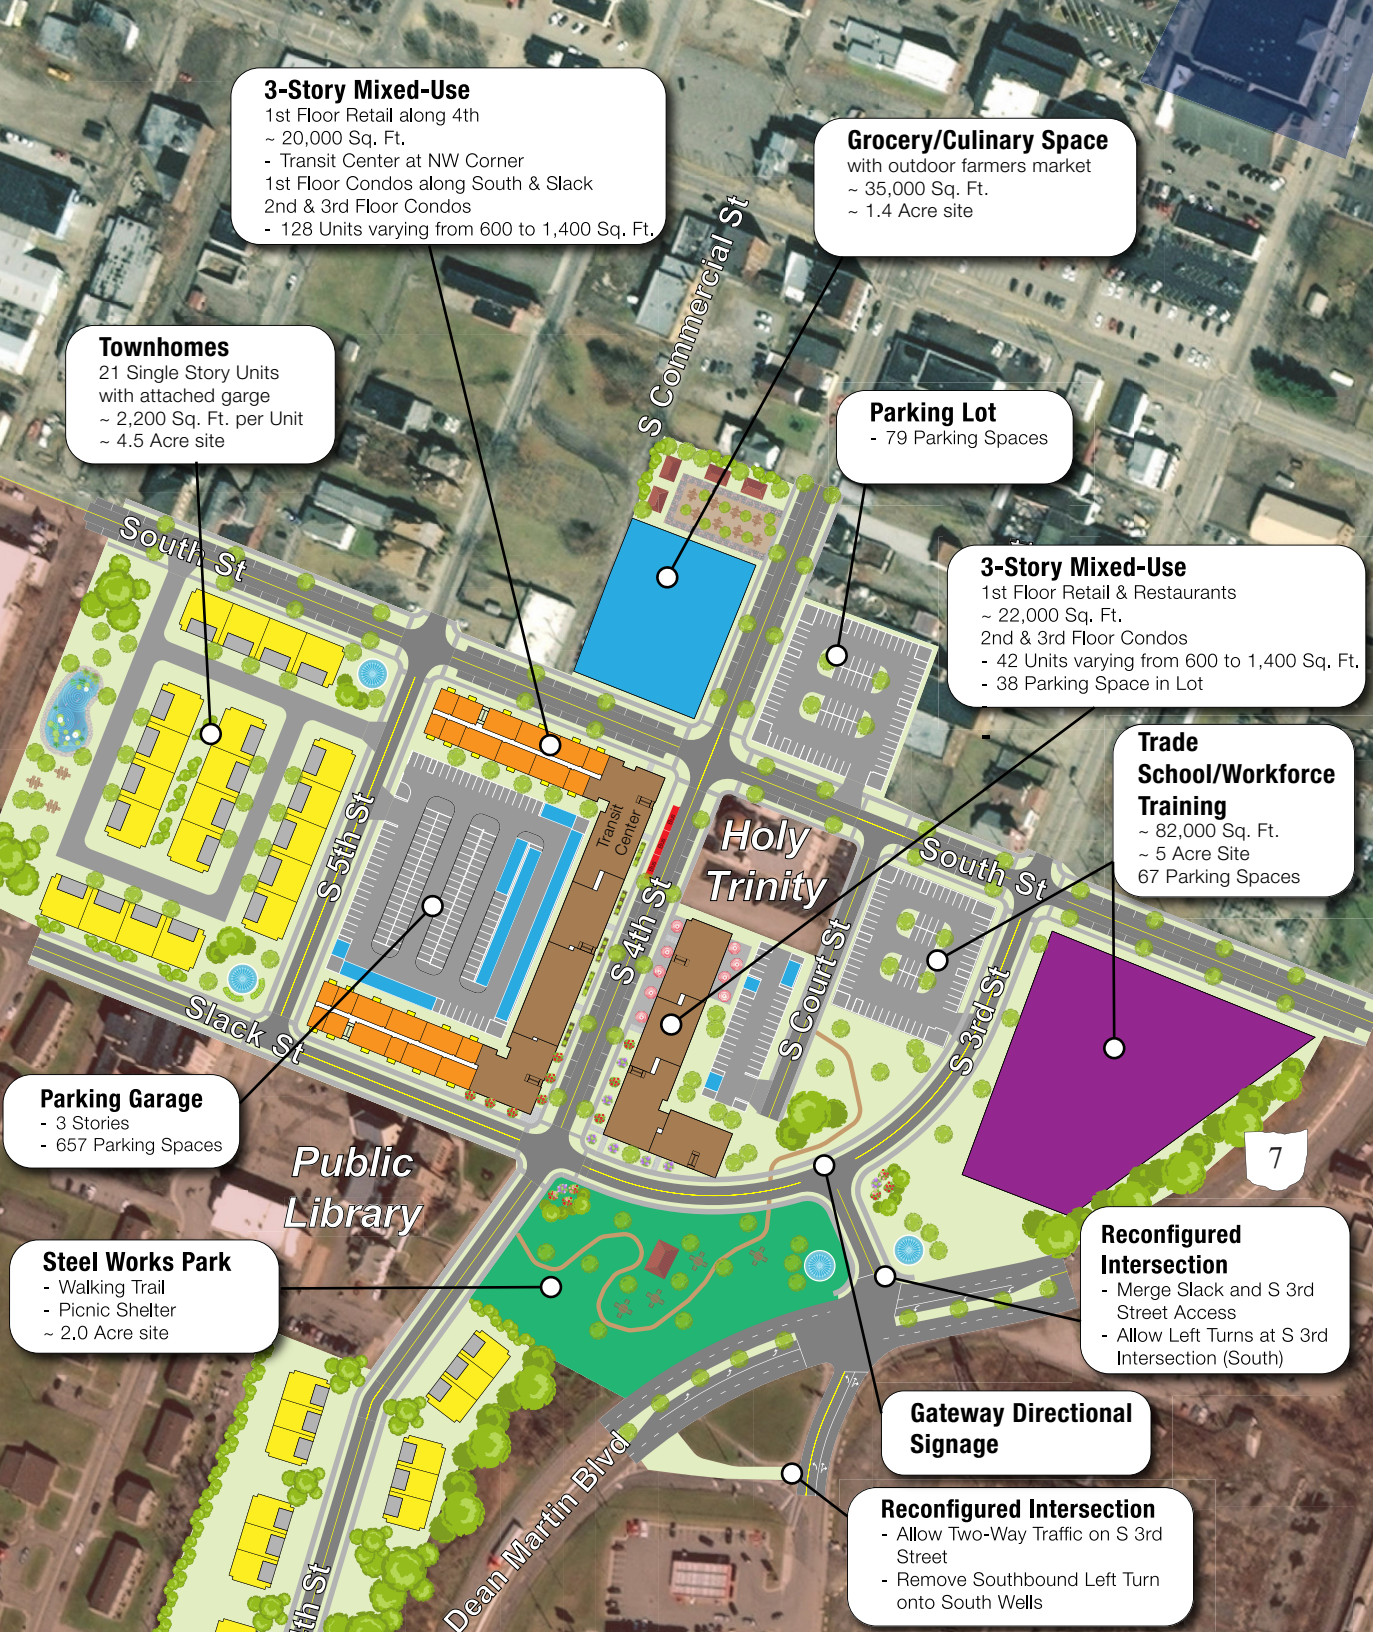 3-Story Mixed-Use
1st Floor Retail along 4th
~ 20,000 Sq. Ft.
- Transit Center at NW Corner
1st Floor Condos along South & Slack
2nd & 3rd Floor Condos
- 128 Units varying from 600 to 1,400 Sq. Ft.
Grocery/Culinary Space
with outdoor farmers market
~ 35,000 Sq. Ft.
~ 1.4 Acre site
S Commercial St
Townhomes
21 Single Story Units
with attached garge
~ 2,200 Sq. Ft. per Unit
~ 4.5 Acre site
Parking Lot
- 79 Parking Spaces
South St
3-Story Mixed-Use
1st Floor Retail & Restaurants
~ 22,000 Sq. Ft.
2nd & 3rd Floor Condos
- 42 Units varying from 600 to 1,400 Sq. Ft.
- 38 Parking Space in Lot
-
Trade
School/Workforce
Training
~ 82,000 Sq. Ft.
~ 5 Acre Site
67 Parking Spaces
Transit
Center
Holy
Trinity
South St
S 5th St
S 4th St
S Court St
S 3rd St
Slack St
Parking Garage
- 3 Stories
- 657 Parking Spaces
Public
Library
7
Steel Works Park
- Walking Trail
- Picnic Shelter
~ 2.0 Acre site
Reconfigured
Intersection
- Merge Slack and S 3rd
Street Access
- Allow Left Turns at S 3rd
Intersection (South)
Gateway Directional
Signage
Dean Martin Blvd
Reconfigured Intersection
- Allow Two-Way Traffic on S 3rd
Street
- Remove Southbound Left Turn
onto South Wells
4th St